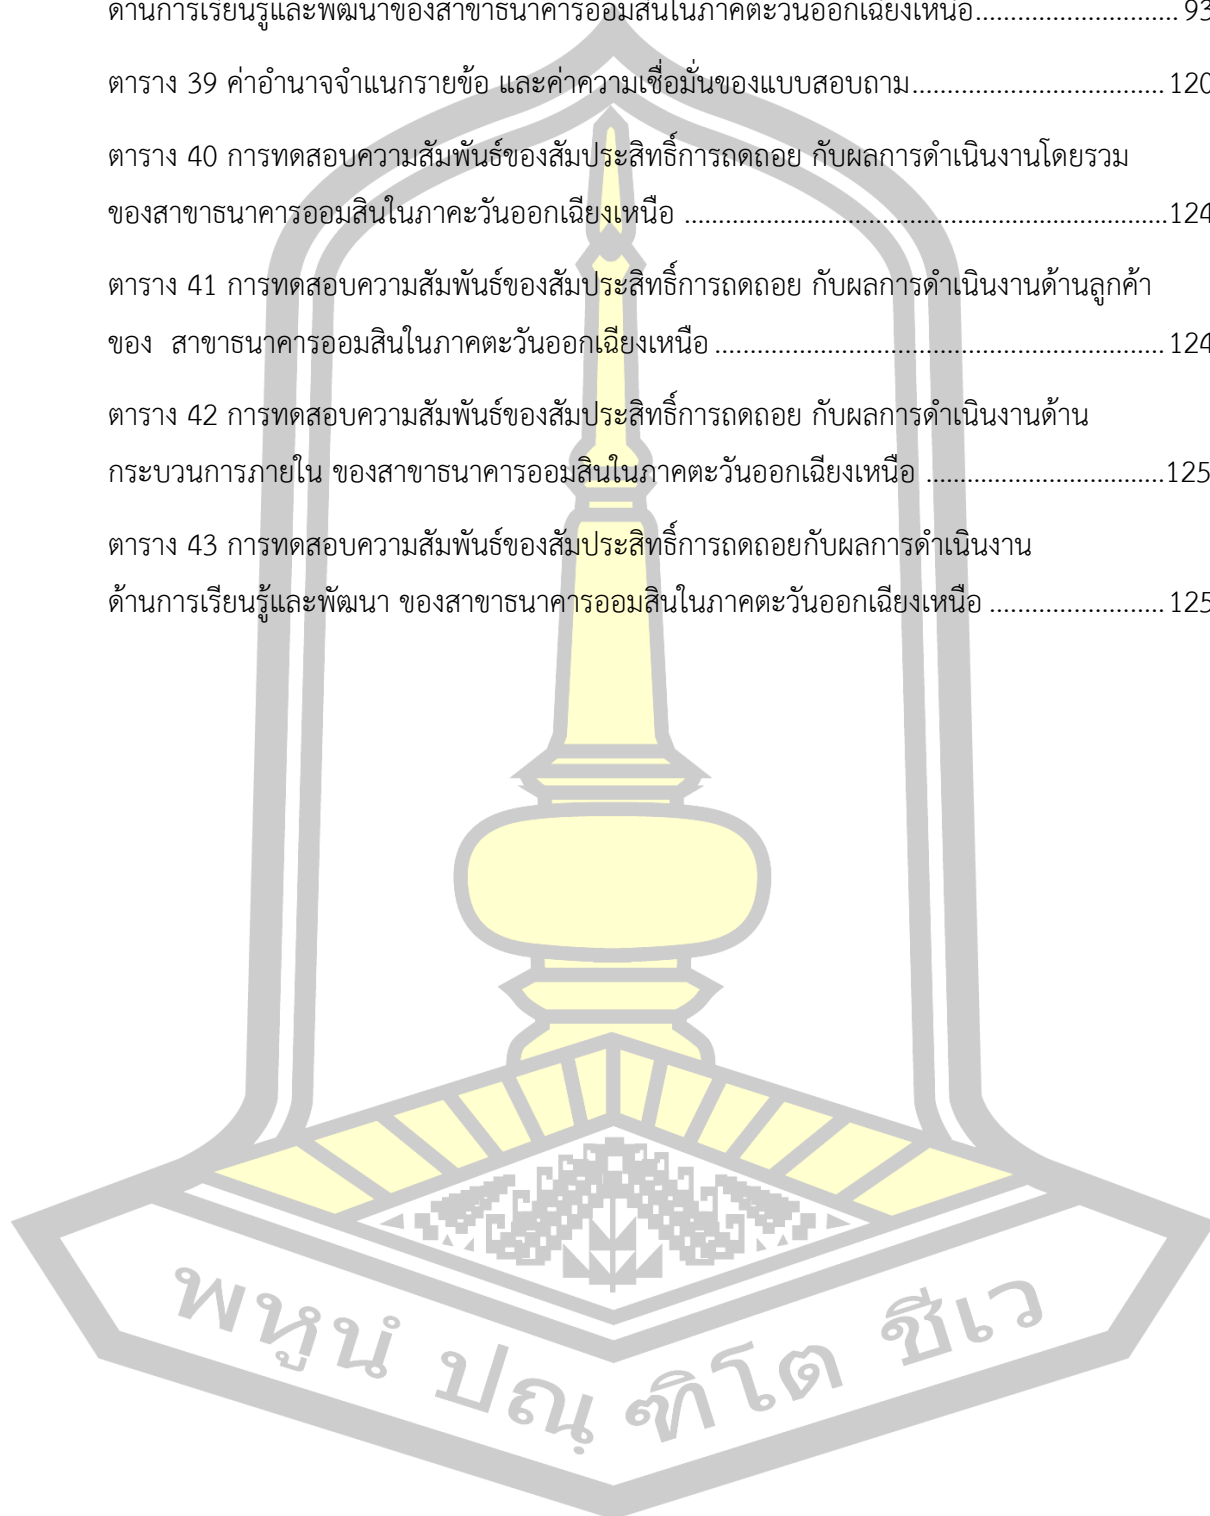 ด้านการเรียนรู้และพัฒนาของสาขาธนาคารออมสินในภาคตะวันออกเฉียงเหนือ............................. 93
ตาราง 39 ค่าอำนาจจำแนกรายข้อ และค่าความเชื่อมั่นของแบบสอบถาม.................................... 120
ตาราง 40 การทดสอบความสัมพันธ์ของสัมประสิทธิ์การถดถอย กับผลการดำเนินงานโดยรวม
ของสาขาธนาคารออมสินในภาคะวันออกเฉียงเหนือ .....................................................................124
ตาราง 41 การทดสอบความสัมพันธ์ของสัมประสิทธิ์การถดถอย กับผลการดำเนินงานด้านลูกค้า
ของ สาขาธนาคารออมสินในภาคตะวันออกเฉียงเหนือ ................................................................ 124
ตาราง 42 การทดสอบความสัมพันธ์ของสัมประสิทธิ์การถดถอย กับผลการดำเนินงานด้าน
กระบวนการภายใน ของสาขาธนาคารออมสินในภาคตะวันออกเฉียงเหนือ ..................................125
ตาราง 43 การทดสอบความสัมพันธ์ของสัมประสิทธิ์การถดถอยกับผลการดำเนินงาน
ด้านการเรียนรู้และพัฒนา ของสาขาธนาคารออมสินในภาคตะวันออกเฉียงเหนือ ......................... 125
พหูนํ ปณฺฑิโต ชีเว